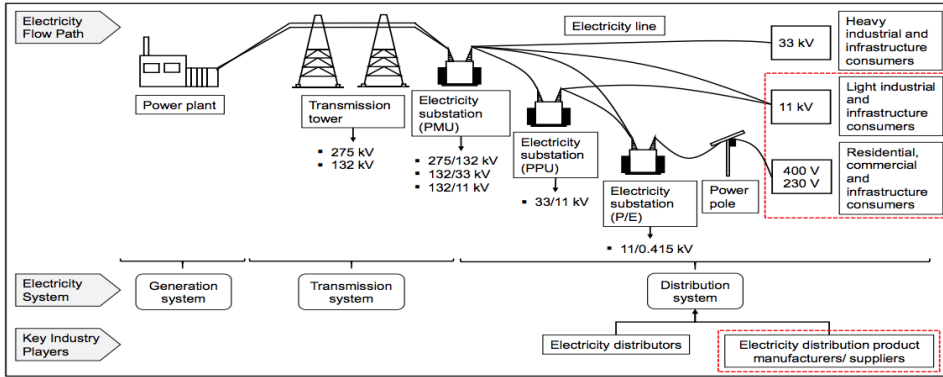 Electricity
Flow Path
Power plant
Transmission
tower
▪ 275 kV
▪ 132 kV
Electricity
substation
(PMU)
▪ 275/132 kV
▪ 132/33 kV
▪ 132/11 kV
Electricity
substation
(PPU)
▪ 33/11 kV
Electricity
substation
(P/E)
▪ 11/0.415 kV
Power
pole
Electricity line
33 kV
Heavy
industrial and
infrastructure
consumers
11 kV
Light industrial and
infrastructure
consumers
400 V
230 V
Residential,
commercial and
infrastructure
consumers
Electricity
System
Generation
system
Transmission
system
Distribution
system
Key Industry
Players
Electricity distributors
Electricity distribution product
manufacturers/ suppliers